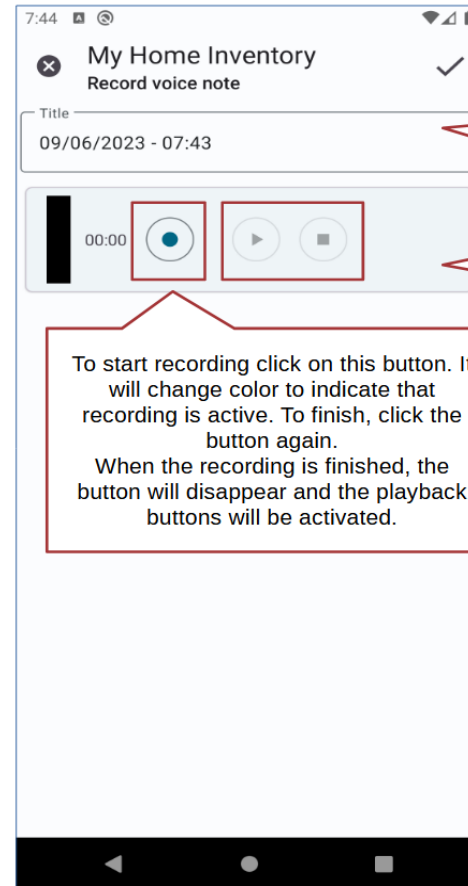 7:44
My Home Inventory
Record voice note
Title
09/06/2023 - 07:43
00:00
To start recording click on this button. It
will change color to indicate that
recording is active. To finish, click the
button again.
When the recording is finished, the
button will disappear and the playback
buttons will be activated.